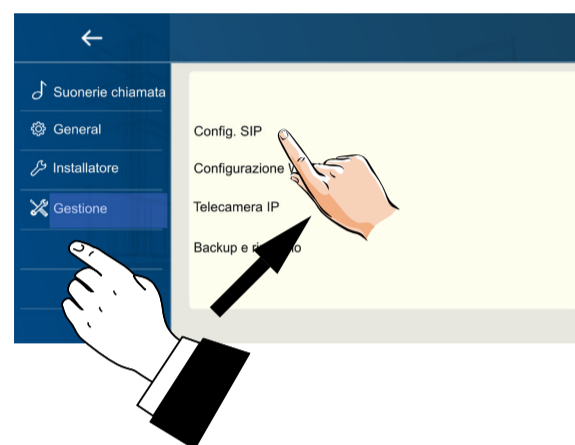 Suonerie chiamata
General
Installatore
Gestione
Config. SIP
Configurazione
Telecamera IP
Backup e